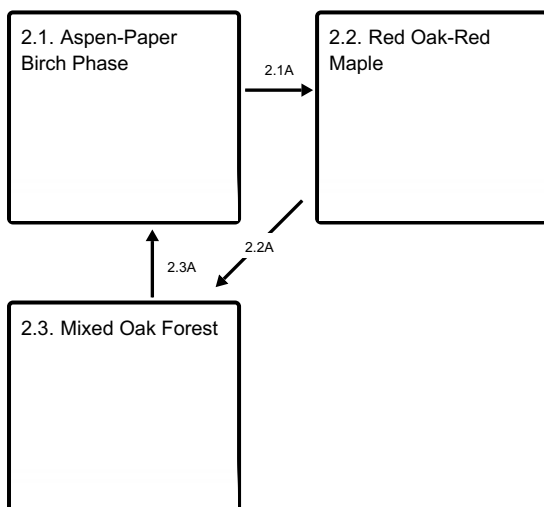 2.1. Aspen-Paper
Birch Phase
2.1A
2.2. Red Oak-Red
Maple
2.2A
2.3A
2.3. Mixed Oak Forest